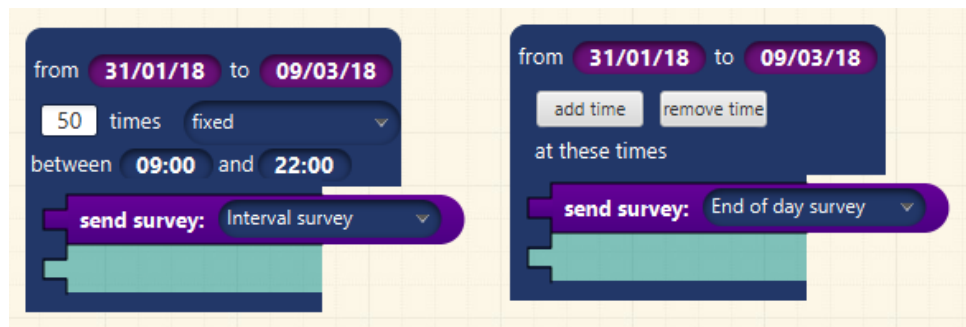 from 31/01/18 to 09/03/18
50 times fixed
between 09:00 and 22:00
send survey: Interval survey
from 31/01/18 to 09/03/18
add time remove time
at these times
send survey: End of day survey